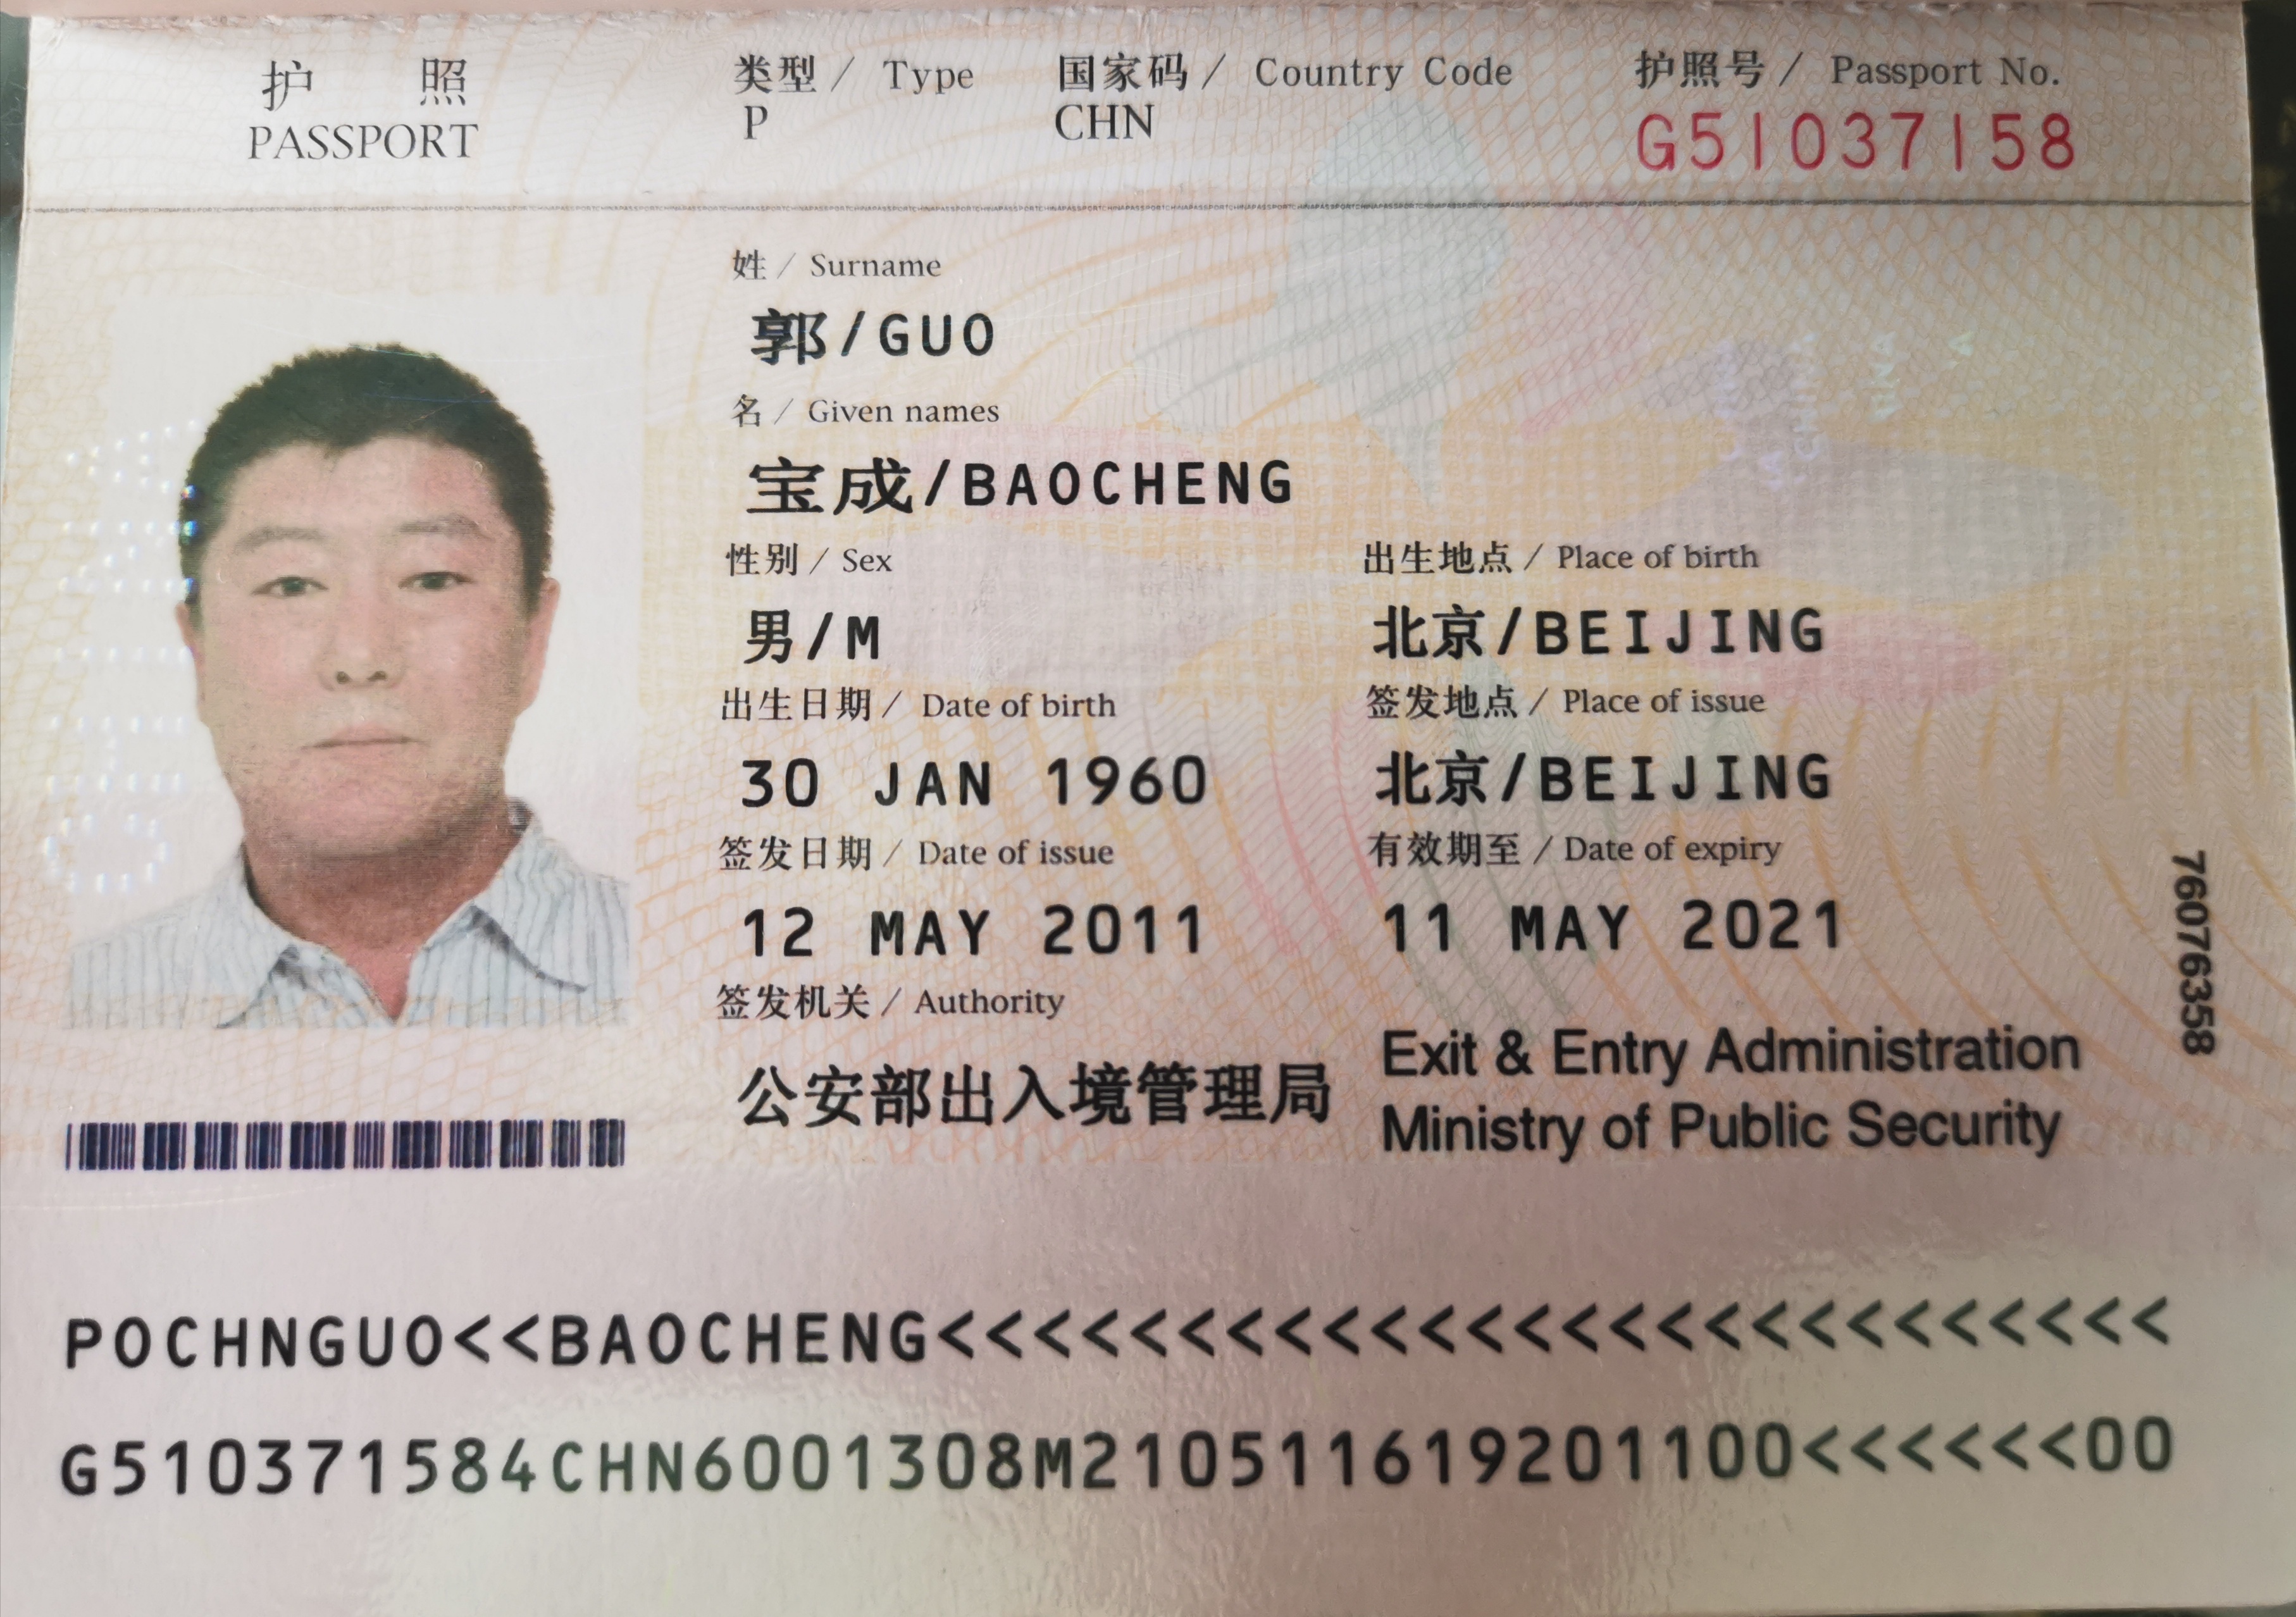 护 照
PASSPORT
类型 / Type
P
国家码 / Country Code
CHN
护照号 / Passport No.
G51037158
姓 / Surname
郭/GUO
名 / Given names
宝成/BAOCHENG
性别 / Sex
男/M
出生地点 / Place of birth
北京/BEIJING
出生日期 / Date of birth
30 JAN 1960
签发地点 / Place of issue
北京/BEIJING
签发日期 / Date of issue
12 MAY 2011
有效期至 / Date of expiry
11 MAY 2021
签发机关 / Authority
公安部出入境管理局
Exit & Entry Administration
Ministry of Public Security
76076358
POCHNGUO<<BAOCHENG<<<<<<<<<<<<<<<<<<<<<<<<<<
G510371584CHN6001308M210511619201100<<<<<<00